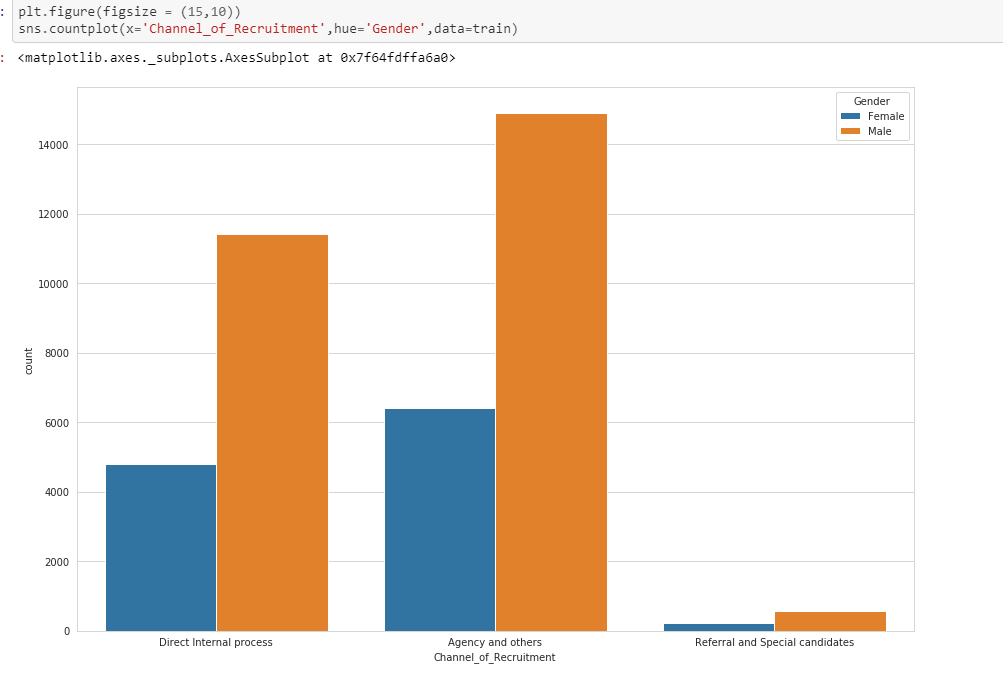 : plt.figure(figsize = (15,10))
sns.countplot(x='Channel_of_Recruitment',hue='Gender',data=train)
: <matplotlib.axes._subplots.AxesSubplot at 0x7f64fdffa6a0>
Gender
Female
Male
14000
12000
10000
8000
6000
4000
2000
0
count
Direct Internal process
Agency and others
Referral and Special candidates
Channel_of_Recruitment